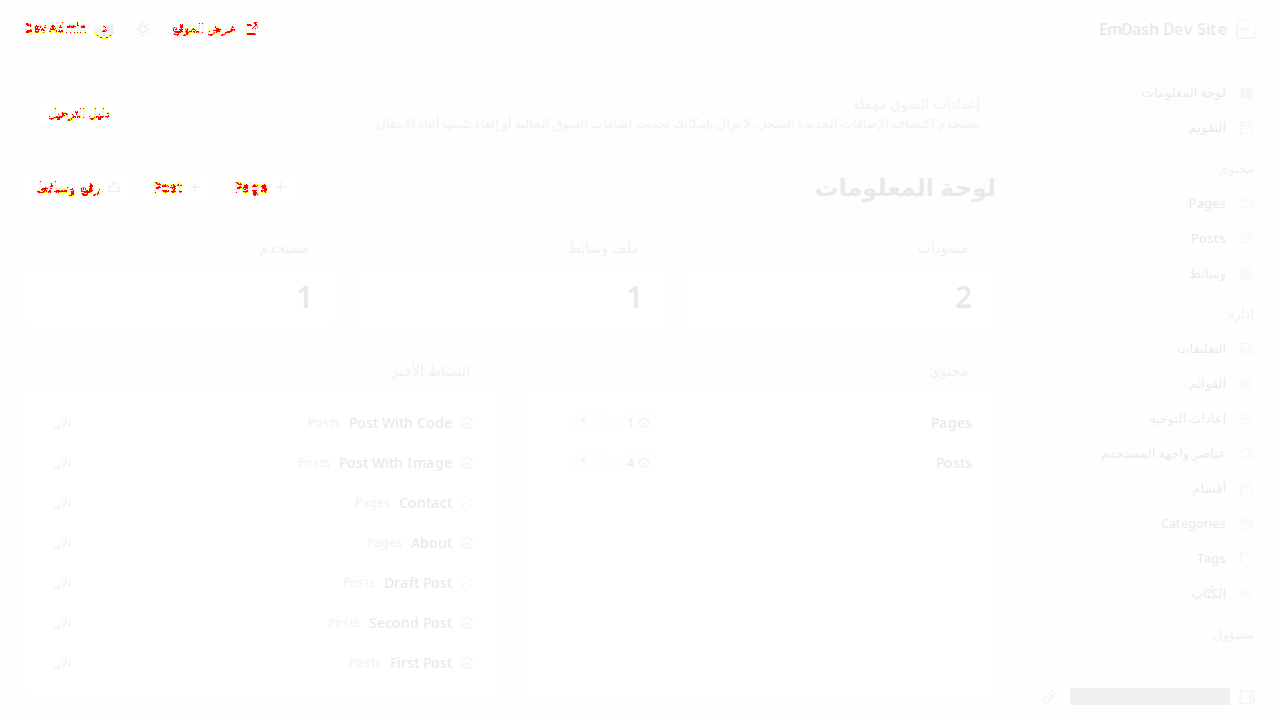 EmDash Dev Site
عرض الموقع
Dev Admin
لوحة المعلومات
التقويم
محتوى
Pages
Posts
وسائط
إدارة
التعليقات
القوائم
إعادات التوجيه
عناصر واجهة المستخدم
أقسام
Categories
Tags
الكتّاب
مسؤول
إعدادات السوق مهملة
يستخدم اكتشاف الإضافات الجديدة السجل. لا يزال بإمكانك تحديث إضافات السوق الحالية أو إلغاء تثبيتها أثناء الانتقال.
دليل الترحيل
لوحة المعلومات
Page
Post
رفع وسائط
مسودات
2
ملف وسائط
1
مستخدم
1
محتوى
Pages 1 1
Posts 4 1
النشاط الأخير
Post With Code Posts الآن
Post With Image Posts الآن
Contact Pages الآن
About Pages الآن
Draft Post Posts الآن
Second Post Posts الآن
First Post Posts الآن